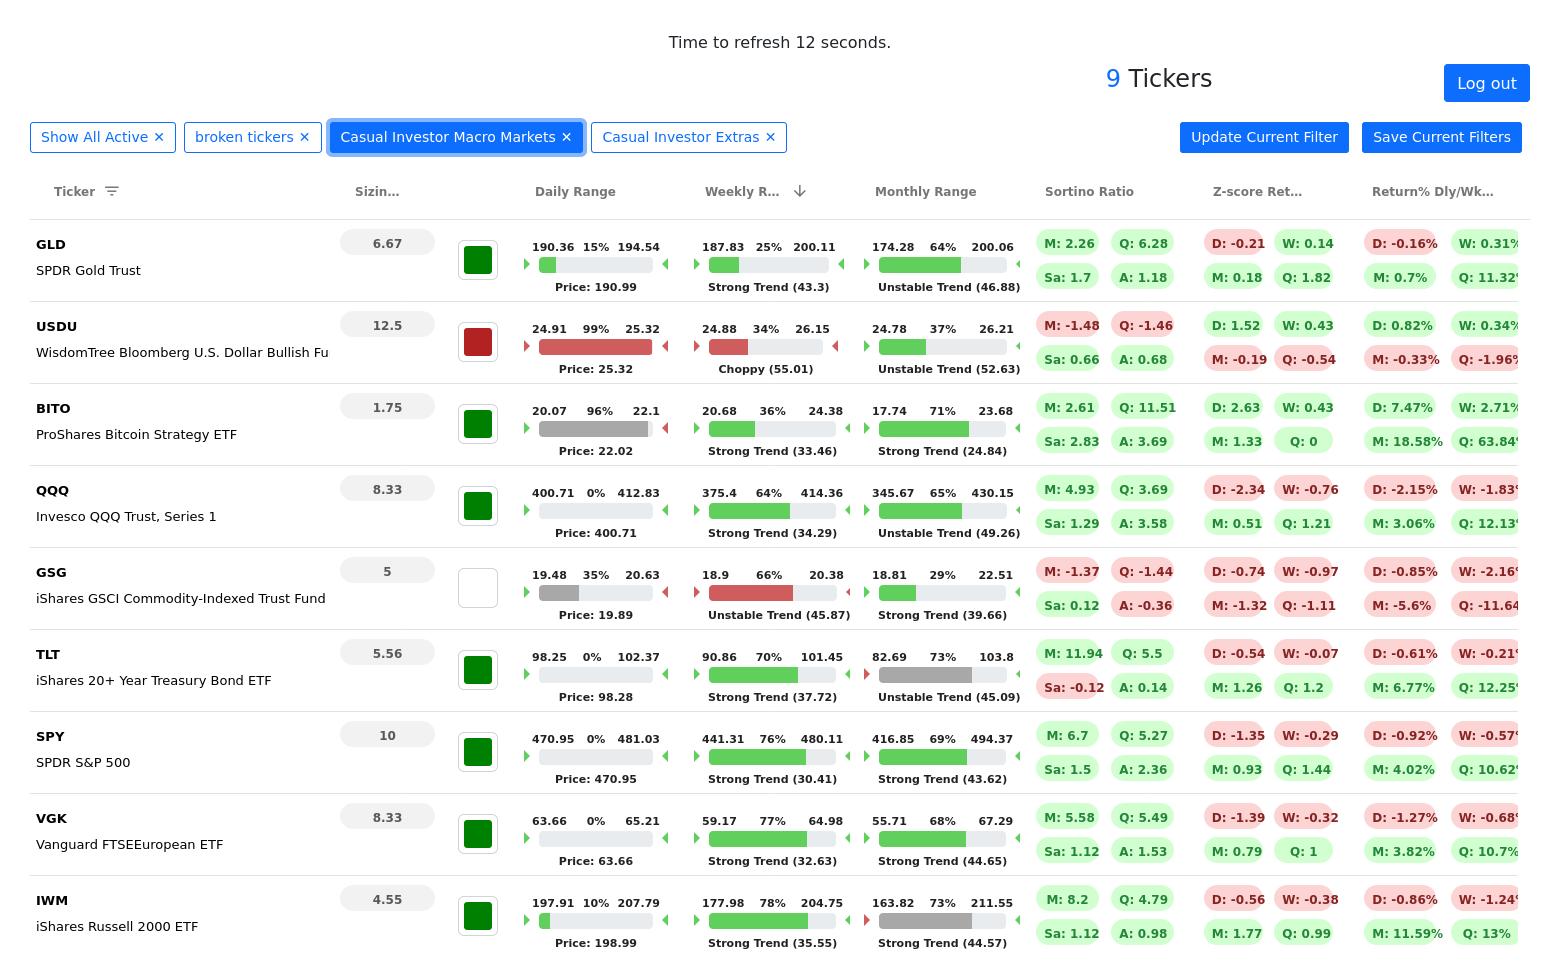 Time to refresh 12 seconds.
9 Tickers
Log out
Show All Active ✕ broken tickers ✕ Casual Investor Macro Markets ✕ Casual Investor Extras ✕ Update Current Filter Save Current Filters
Ticker Sizin... Daily Range Weekly R... Monthly Range Sortino Ratio Z-score Ret... Return% Dly/Wk...
GLD 6.67 190.36 15% 194.54 187.83 25% 200.11 174.28 64% 200.06 M: 2.26 Q: 6.28 D: -0.21 W: 0.14 D: -0.16% W: 0.31%
SPDR Gold Trust Sa: 1.7 A: 1.18 M: 0.18 Q: 1.82 M: 0.7% Q: 11.32%
Price: 190.99 Strong Trend (43.3) Unstable Trend (46.88)
USDU 12.5 24.91 99% 25.32 24.88 34% 26.15 24.78 37% 26.21 M: -1.48 Q: -1.46 D: 1.52 W: 0.43 D: 0.82% W: 0.34%
WisdomTree Bloomberg U.S. Dollar Bullish Fu Sa: 0.66 A: 0.68 M: -0.19 Q: -0.54 M: -0.33% Q: -1.96%
Price: 25.32 Choppy (55.01) Unstable Trend (52.63)
BITO 1.75 20.07 96% 22.1 20.68 36% 24.38 17.74 71% 23.68 M: 2.61 Q: 11.51 D: 2.63 W: 0.43 D: 7.47% W: 2.71%
ProShares Bitcoin Strategy ETF Sa: 2.83 A: 3.69 M: 1.33 Q: 0 M: 18.58% Q: 63.84%
Price: 22.02 Strong Trend (33.46) Strong Trend (24.84)
QQQ 8.33 400.71 0% 412.83 375.4 64% 414.36 345.67 65% 430.15 M: 4.93 Q: 3.69 D: -2.34 W: -0.76 D: -2.15% W: -1.83%
Invesco QQQ Trust, Series 1 Sa: 1.29 A: 3.58 M: 0.51 Q: 1.21 M: 3.06% Q: 12.13%
Price: 400.71 Strong Trend (34.29) Unstable Trend (49.26)
GSG 5 19.48 35% 20.63 18.9 66% 20.38 18.81 29% 22.51 M: -1.37 Q: -1.44 D: -0.74 W: -0.97 D: -0.85% W: -2.16%
iShares GSCI Commodity-Indexed Trust Fund Sa: 0.12 A: -0.36 M: -1.32 Q: -1.11 M: -5.6% Q: -11.64
Price: 19.89 Unstable Trend (45.87) Strong Trend (39.66)
TLT 5.56 98.25 0% 102.37 90.86 70% 101.45 82.69 73% 103.8 M: 11.94 Q: 5.5 D: -0.54 W: -0.07 D: -0.61% W: -0.21%
iShares 20+ Year Treasury Bond ETF Sa: -0.12 A: 0.14 M: 1.26 Q: 1.2 M: 6.77% Q: 12.25%
Price: 98.28 Strong Trend (37.72) Unstable Trend (45.09)
SPY 10 470.95 0% 481.03 441.31 76% 480.11 416.85 69% 494.37 M: 6.7 Q: 5.27 D: -1.35 W: -0.29 D: -0.92% W: -0.57%
SPDR S&P 500 Sa: 1.5 A: 2.36 M: 0.93 Q: 1.44 M: 4.02% Q: 10.62%
Price: 470.95 Strong Trend (30.41) Strong Trend (43.62)
VGK 8.33 63.66 0% 65.21 59.17 77% 64.98 55.71 68% 67.29 M: 5.58 Q: 5.49 D: -1.39 W: -0.32 D: -1.27% W: -0.68%
Vanguard FTSEEuropean ETF Sa: 1.12 A: 1.53 M: 0.79 Q: 1 M: 3.82% Q: 10.7%
Price: 63.66 Strong Trend (32.63) Strong Trend (44.65)
IWM 4.55 197.91 10% 207.79 177.98 78% 204.75 163.82 73% 211.55 M: 8.2 Q: 4.79 D: -0.56 W: -0.38 D: -0.86% W: -1.24%
iShares Russell 2000 ETF Sa: 1.12 A: 0.98 M: 1.77 Q: 0.99 M: 11.59% Q: 13%
Price: 198.99 Strong Trend (35.55) Strong Trend (44.57)